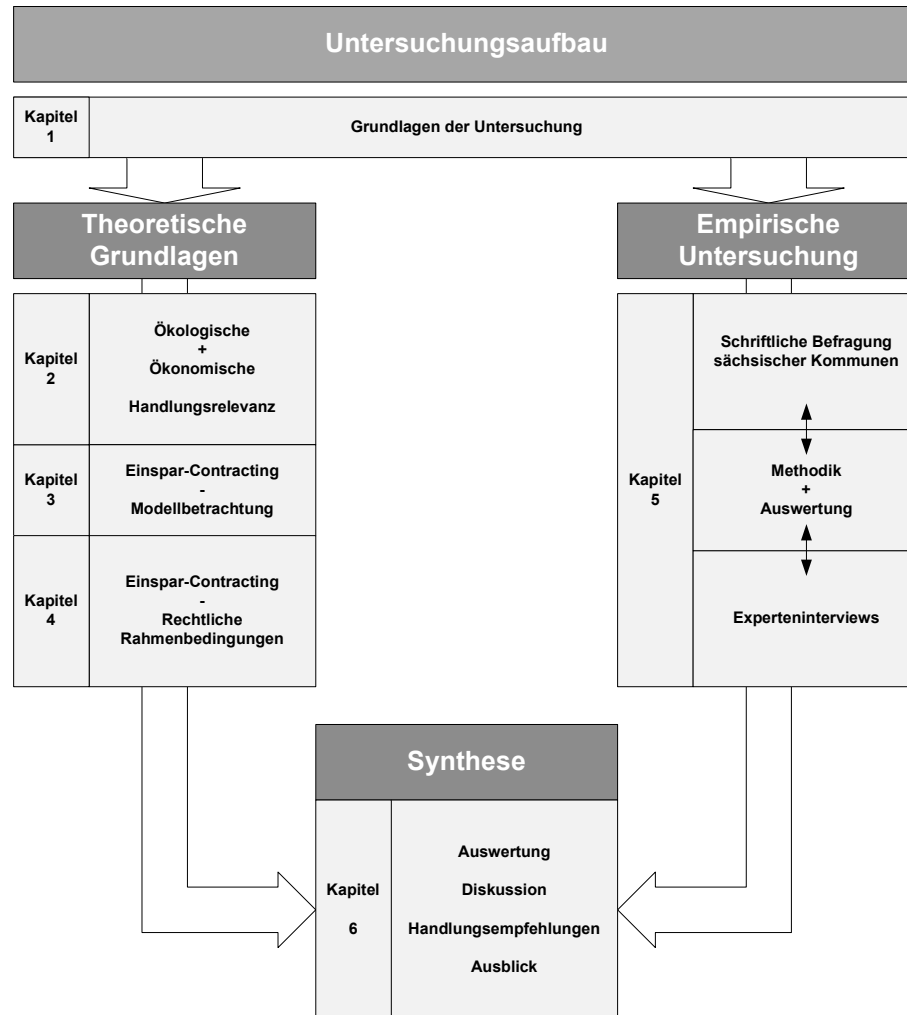 Untersuchungsaufbau
Kapitel
1
Grundlagen der Untersuchung
Theoretische
Grundlagen
Kapitel
2
Ökologische
+
Ökonomische
Handlungsrelevanz
Kapitel
3
Einspar-Contracting
-
Modellbetrachtung
Kapitel
4
Einspar-Contracting
-
Rechtliche
Rahmenbedingungen
Empirische
Untersuchung
Kapitel
5
Schriftliche Befragung
sächsischer Kommunen
Methodik
+
Auswertung
Experteninterviews
Synthese
Kapitel
6
Auswertung
Diskussion
Handlungsempfehlungen
Ausblick